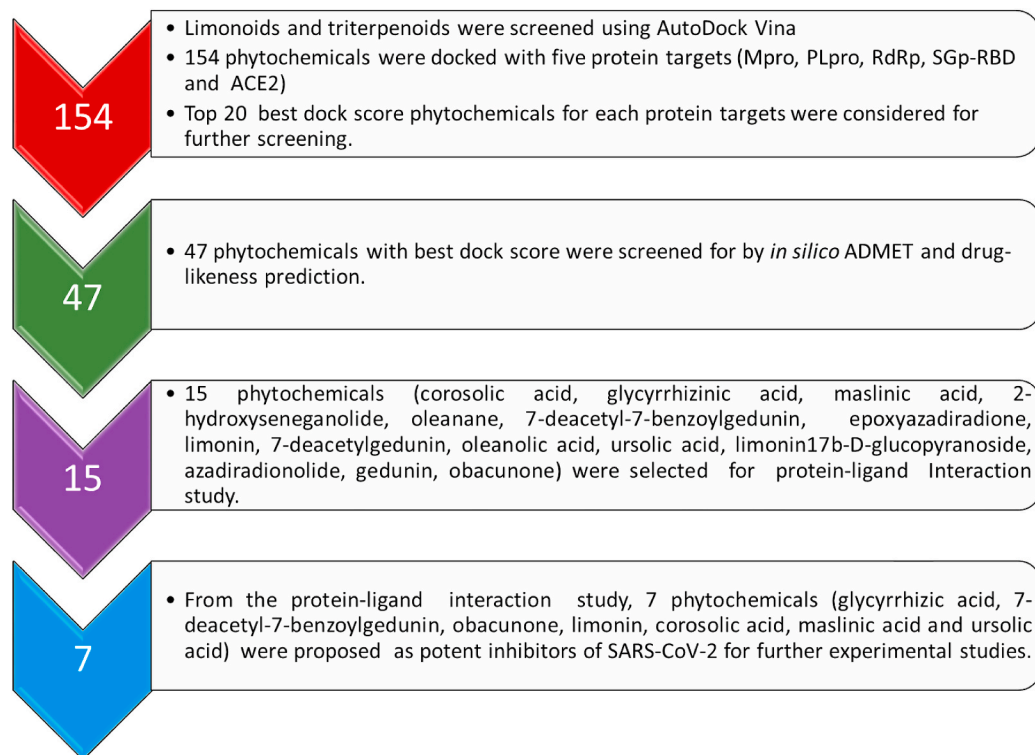 154
• Limonoids and triterpenoids were screened using AutoDock Vina
• 154 phytochemicals were docked with five protein targets (Mpro, PLpro, RdRp, SGp-RBD
and ACE2)
• Top 20 best dock score phytochemicals for each protein targets were considered for
further screening.
47
• 47 phytochemicals with best dock score were screened for by in silico ADMET and drug-
likeness prediction.
15
• 15 phytochemicals (corosolic acid, glycyrrhizinic acid, maslinic acid, 2-
hydroxyseneganolide, oleanane, 7-deacetyl-7-benzoylgedunin, epoxyazadiradione,
limonin, 7-deacetylgedunin, oleanolic acid, ursolic acid, limonin17b-D-glucopyranoside,
azadiradionolide, gedunin, obacunone) were selected for protein-ligand Interaction
study.
7
• From the protein-ligand interaction study, 7 phytochemicals (glycyrrhizic acid, 7-
deacetyl-7-benzoylgedunin, obacunone, limonin, corosolic acid, maslinic acid and ursolic
acid) were proposed as potent inhibitors of SARS-CoV-2 for further experimental studies.